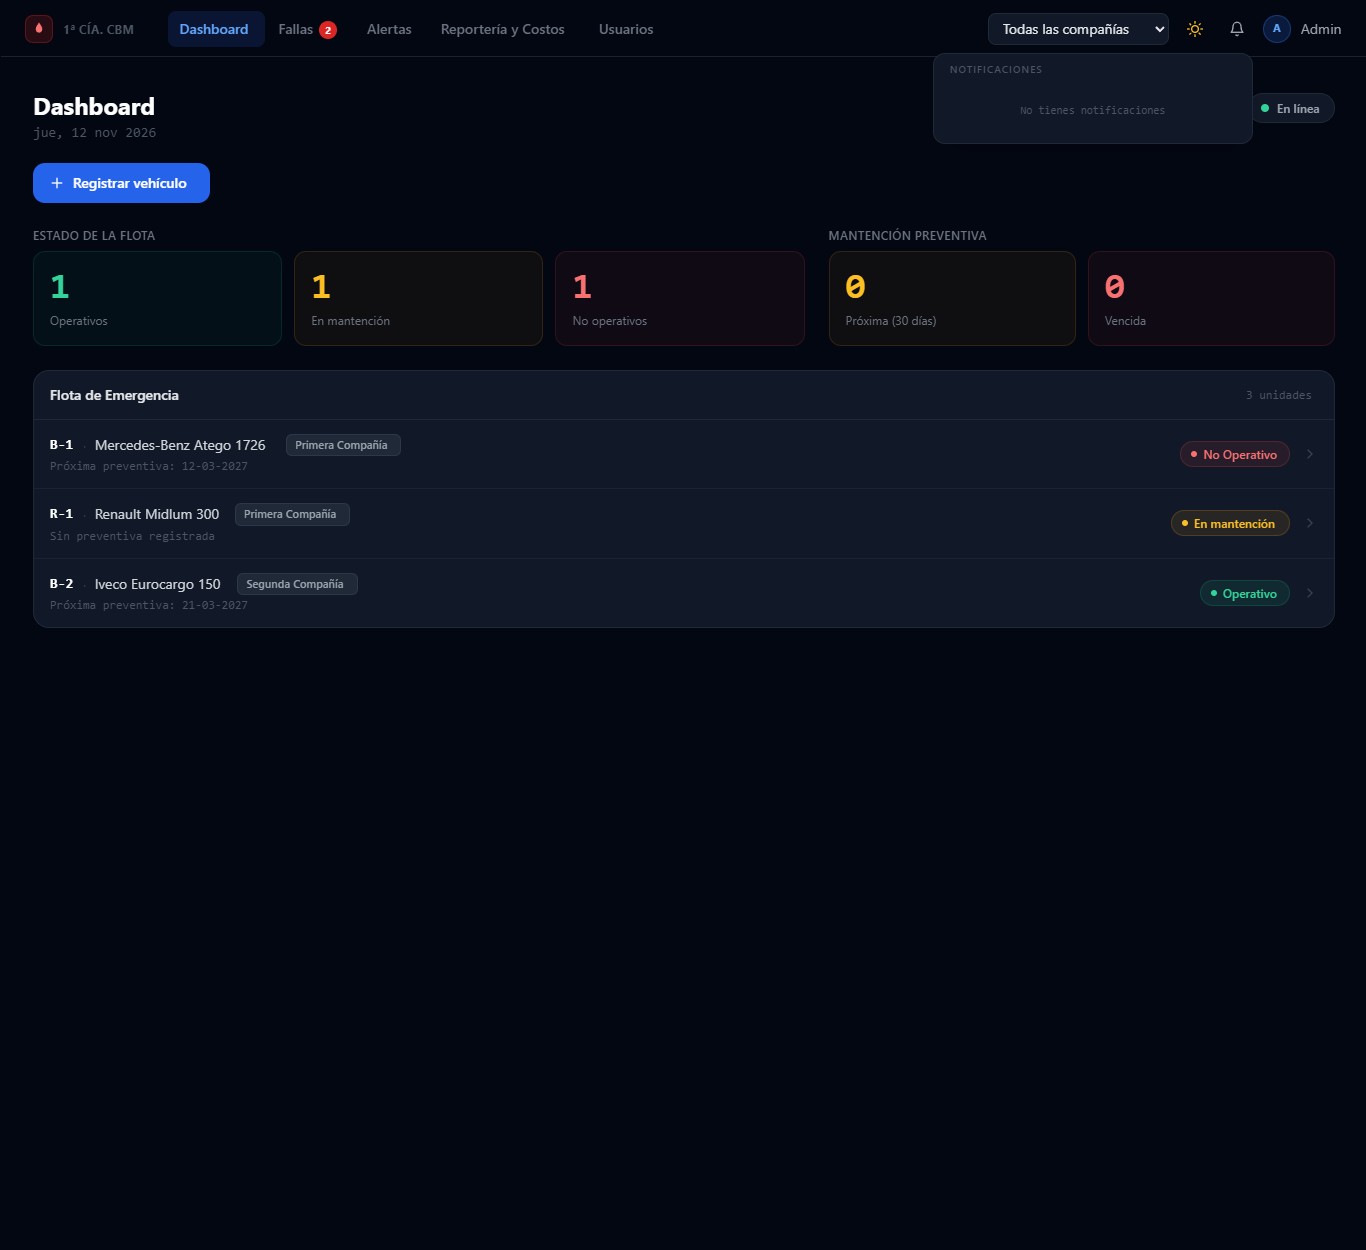 1ª CÍA. CBM Dashboard Fallas 2 Alertas Reportería y Costos Usuarios Todas las compañías A Admin
NOTIFICACIONES
No tienes notificaciones
Dashboard
En línea
jue, 12 nov 2026
+ Registrar vehículo
ESTADO DE LA FLOTA
1
Operativos
1
En mantención
1
No operativos
MANTENCIÓN PREVENTIVA
0
Próxima (30 días)
0
Vencida
Flota de Emergencia 3 unidades
B-1 · Mercedes-Benz Atego 1726 Primera Compañía
Próxima preventiva: 12-03-2027
No Operativo
R-1 · Renault Midlum 300 Primera Compañía
Sin preventiva registrada
En mantención
B-2 · Iveco Eurocargo 150 Segunda Compañía
Próxima preventiva: 21-03-2027
Operativo